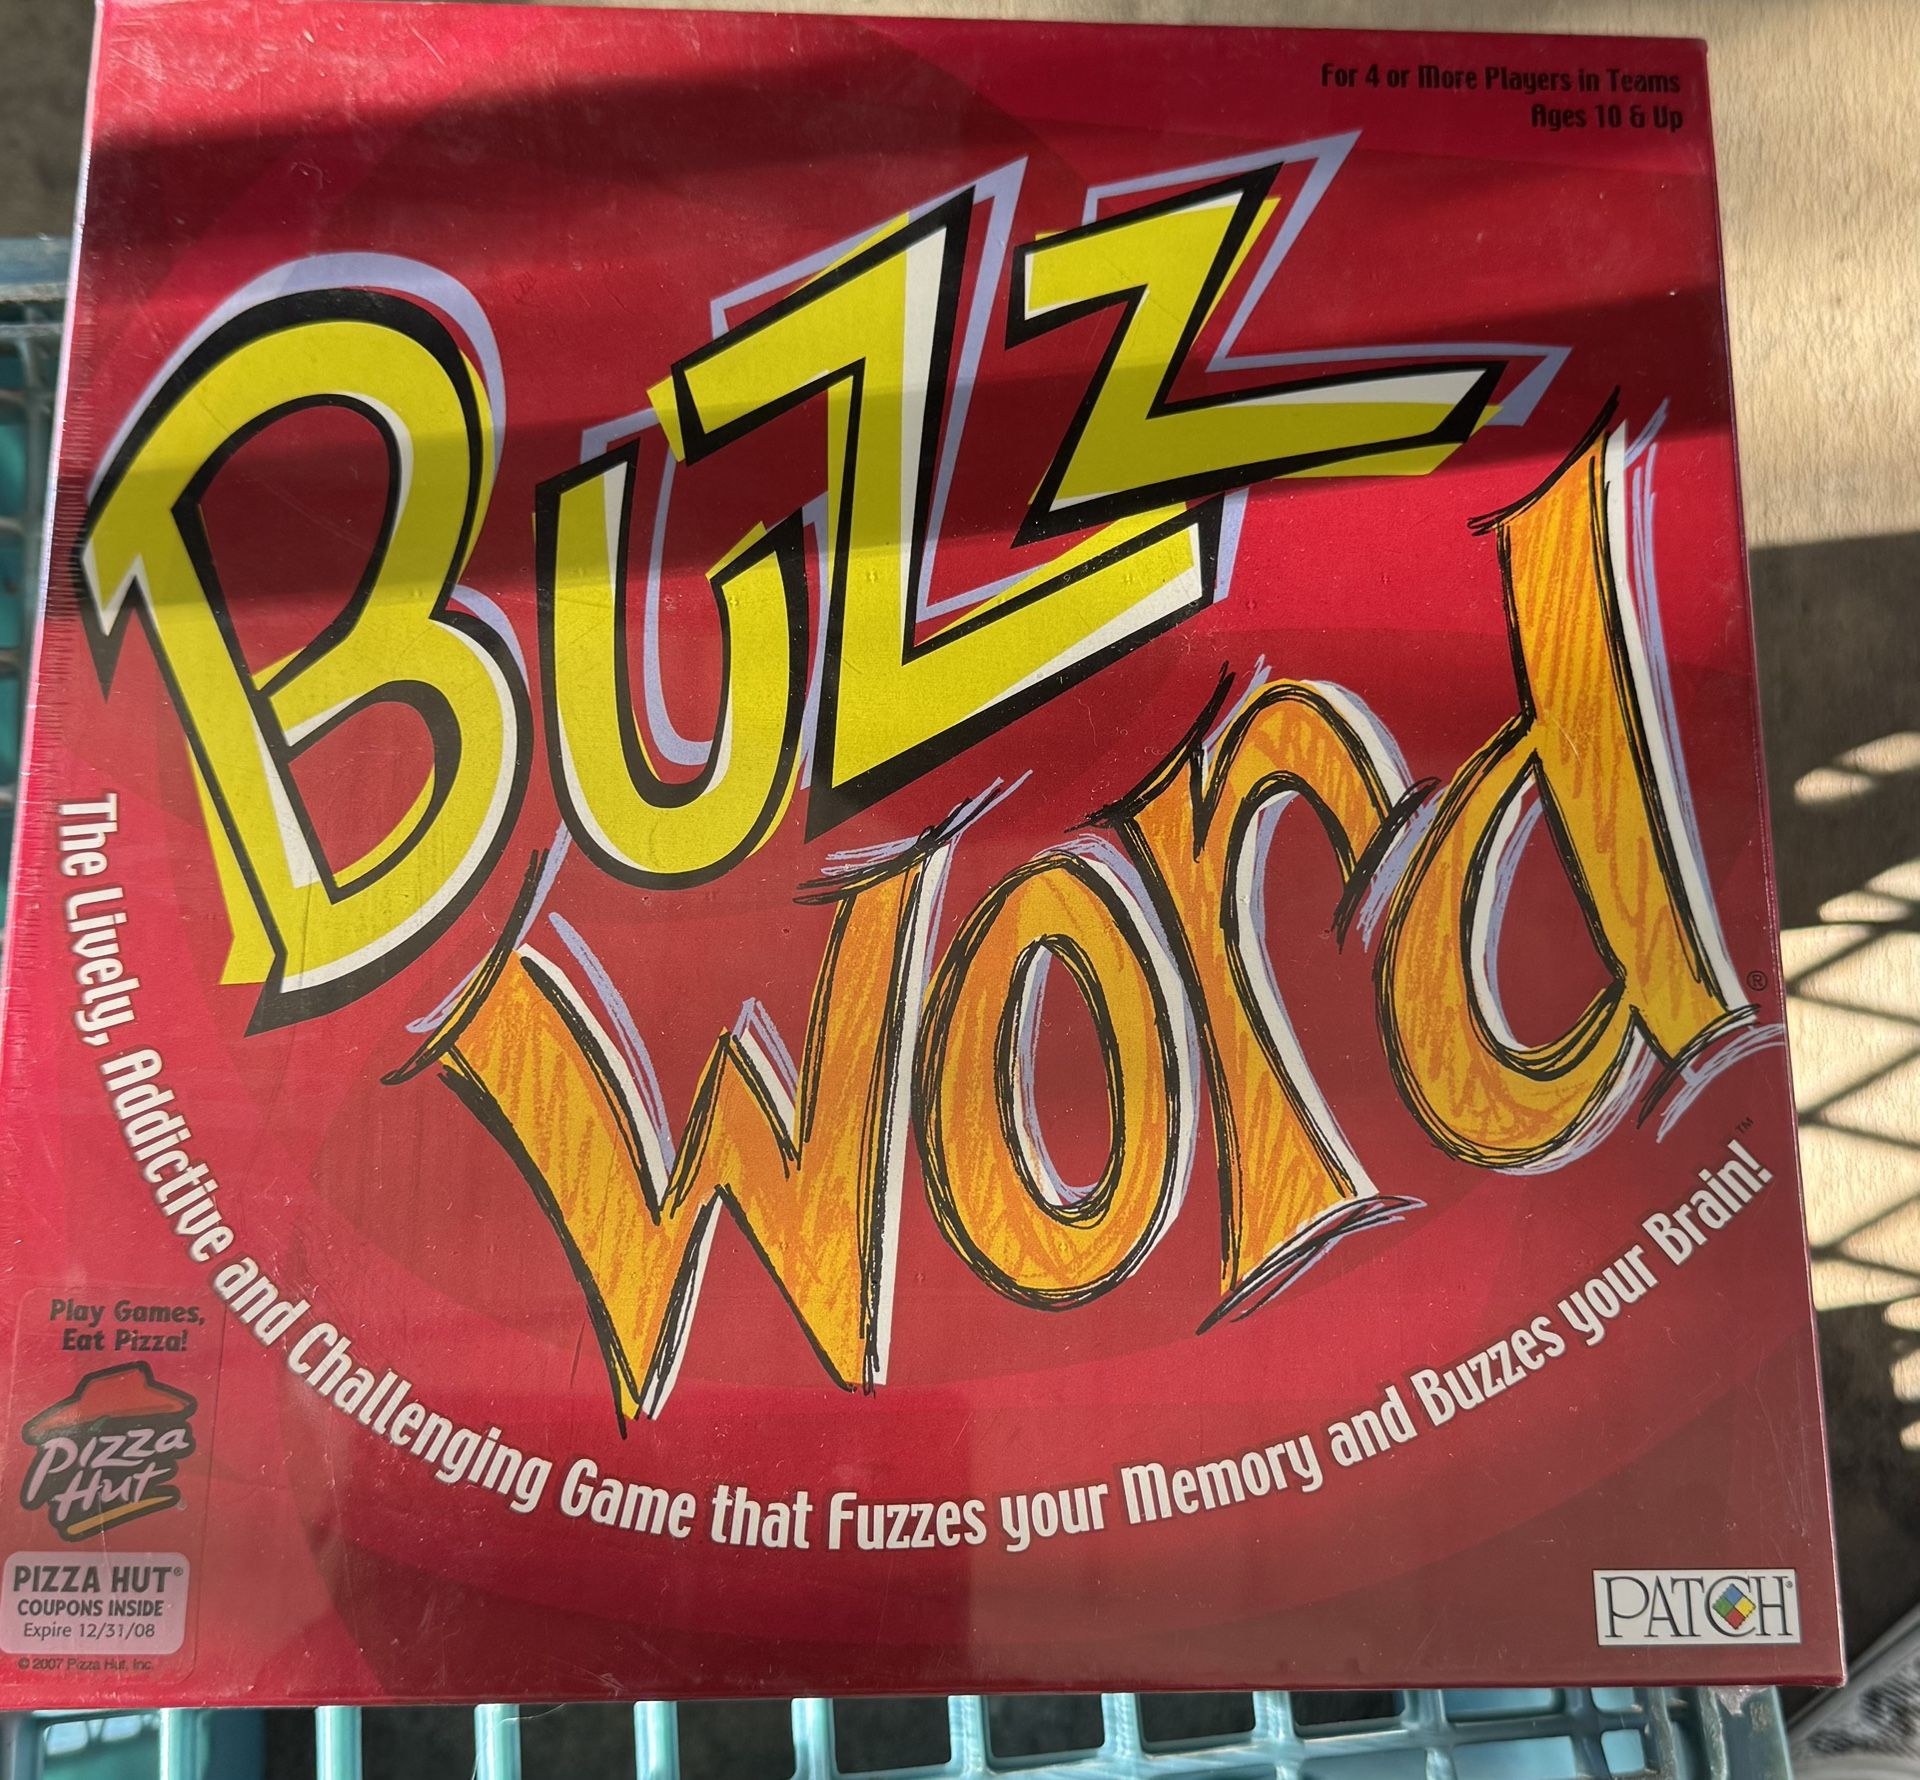 For 4 or More Players in Teams
Ages 10 & Up
Buzz
Word®
The Lively, Addictive and Challenging Game that Fuzzes your Memory and Buzzes your Brain!™
Play Games,
Eat Pizza!
Pizza
Hut®
PIZZA HUT®
COUPONS INSIDE
Expire 12/31/08
© 2007 Pizza Hut, Inc.
PATCH®